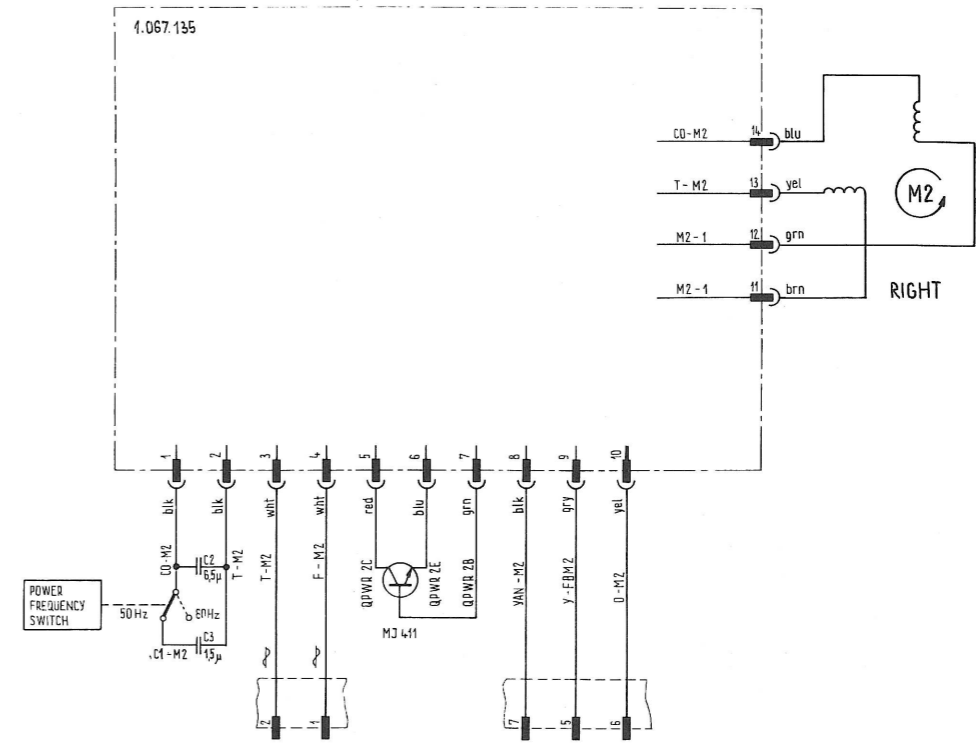 1.067.135
CO-M2
14
blu
T-M2
13
yel
M2
M2-1
12
grn
M2-1
11
brn
RIGHT
1
2
3
4
5
6
7
8
9
10
blk
blk
wht
wht
red
blu
grn
blk
gry
yel
CO-M2
C2
6,5µ
T-M2
T-M2
F-M2
QPWR 2C
QPWR 2E
QPWR 2B
YAN-M2
Y-FBM2
0-M2
POWER
FREQUENCY
SWITCH
50Hz
60Hz
C1-M2
C3
1,5µ
MJ 411
2
1
7
5
6